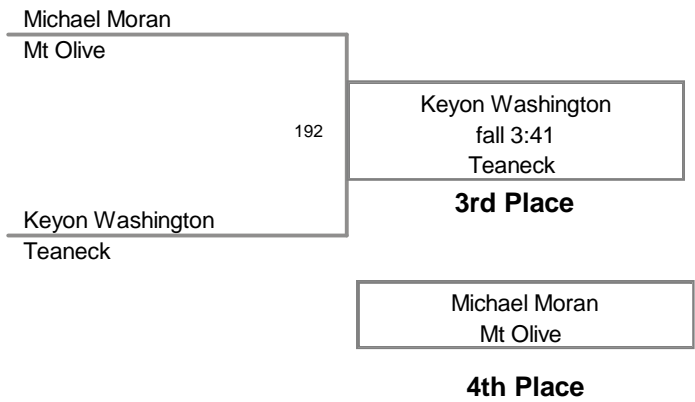 Michael Moran
Mt Olive
192
Keyon Washington
fall 3:41
Teaneck
3rd Place
Keyon Washington
Teaneck
Michael Moran
Mt Olive
4th Place